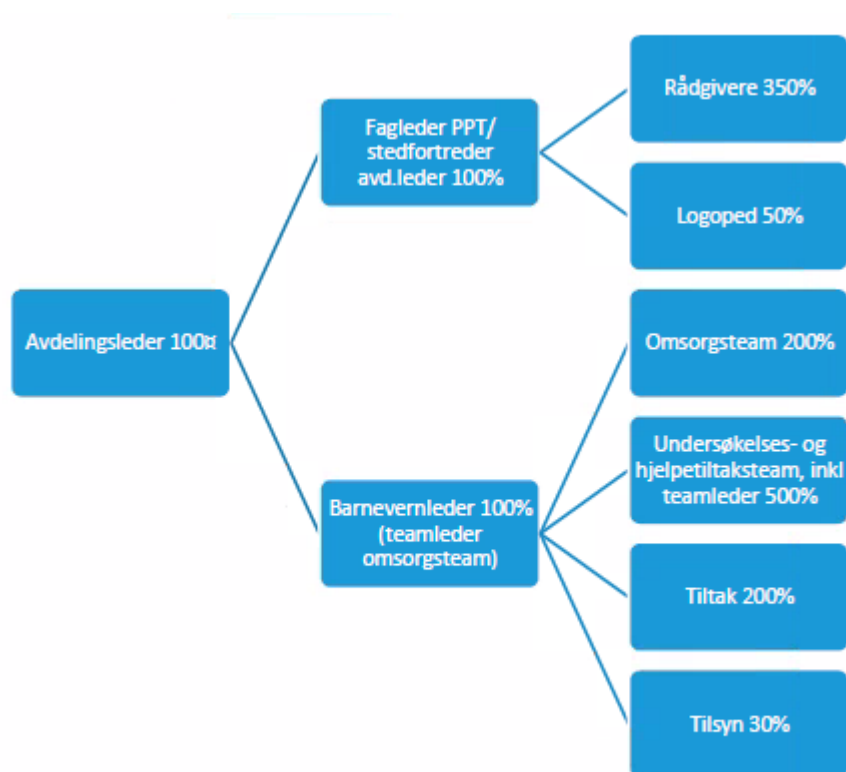 Rådgivere 350%
Fagleder PPT/
stedfortreder
avd.leder 100%
Logoped 50%
Avdelingsleder 100¤
Omsorgsteam 200%
Undersøkelses- og
hjelpetiltaksteam, inkl
teamleder 500%
Barnevernleder 100%
(teamleder
omsorgsteam)
Tiltak 200%
Tilsyn 30%